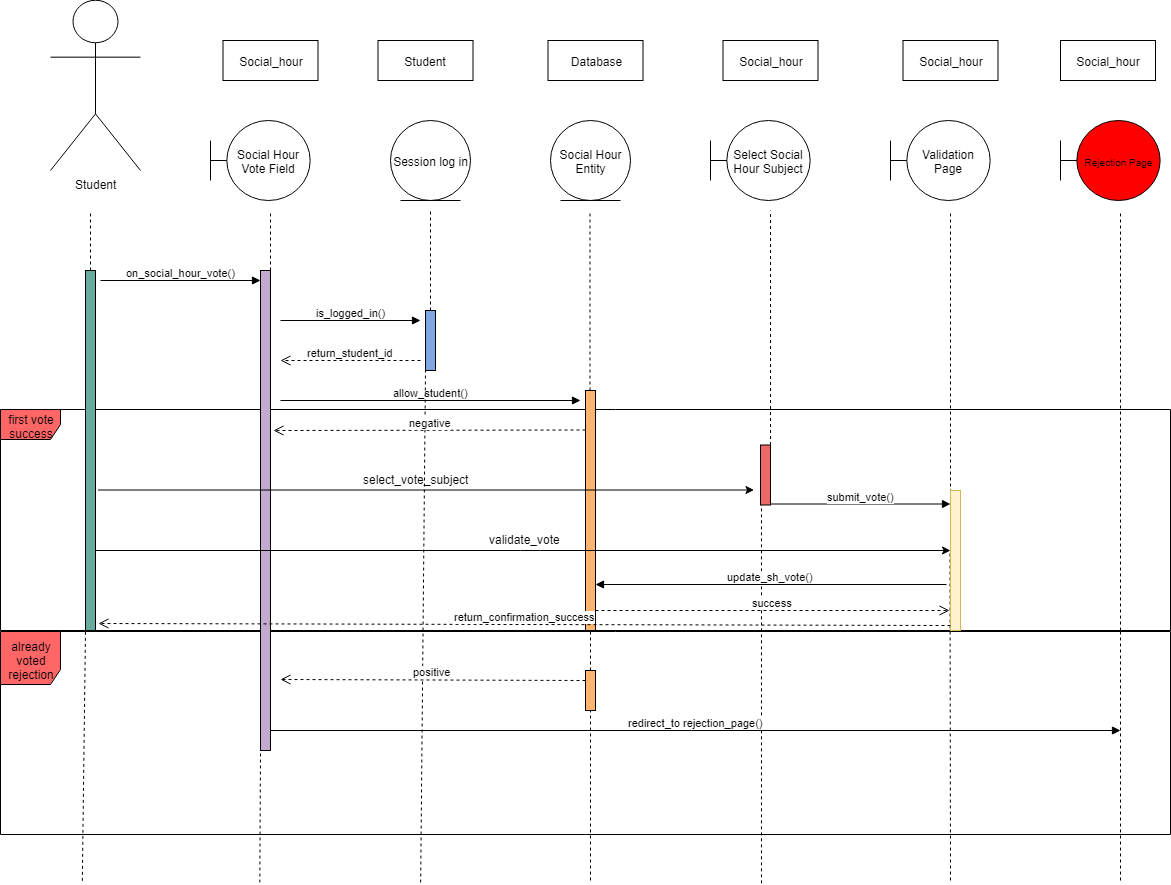 Social_hour
Student
Database
Social_hour
Social_hour
Social_hour
Social Hour
Vote Field
Session log in
Social Hour
Entity
Select Social
Hour Subject
Validation
Page
Rejection Page
Student
on_social_hour_vote()
is_logged_in()
return_student_id
allow_student()
first vote
success
negative
select_vote_subject
submit_vote()
validate_vote
update_sh_vote()
success
return_confirmation_success
already
voted
rejection
positive
redirect_to rejection_page()